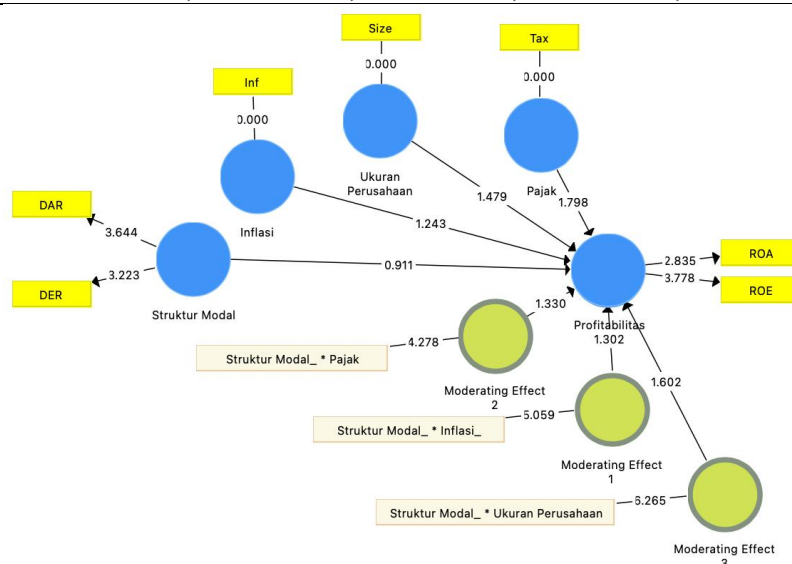 Size
Tax
0.000
0.000
Inf
0.000
Ukuran
Perusahaan
Pajak
1.479
1.798
DAR
3.644
Inflasi
1.243
DER
3.223
0.911
Struktur Modal
2.835
ROA
3.778
ROE
1.330
Profitabilitas
1.302
Struktur Modal_ * Pajak
4.278
Moderating Effect
2
1.602
Struktur Modal_ * Inflasi_
5.059
Moderating Effect
1
Struktur Modal_ * Ukuran Perusahaan
6.265
Moderating Effect
3